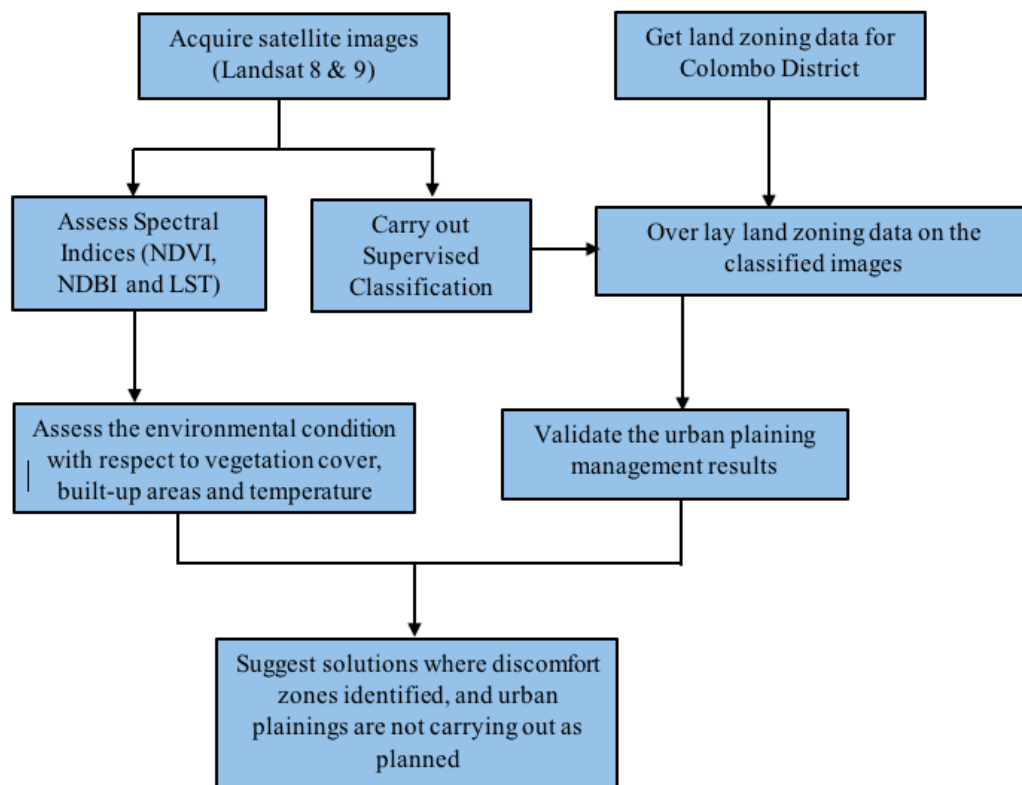 Acquire satellite images
(Landsat 8 & 9)
Get land zoning data for
Colombo District
Assess Spectral
Indices (NDVI,
NDBI and LST)
Carry out
Supervised
Classification
Over lay land zoning data on the
classified images
Assess the environmental condition
with respect to vegetation cover,
built-up areas and temperature
Validate the urban plaining
management results
Suggest solutions where discomfort
zones identified, and urban
plainings are not carrying out as
planned